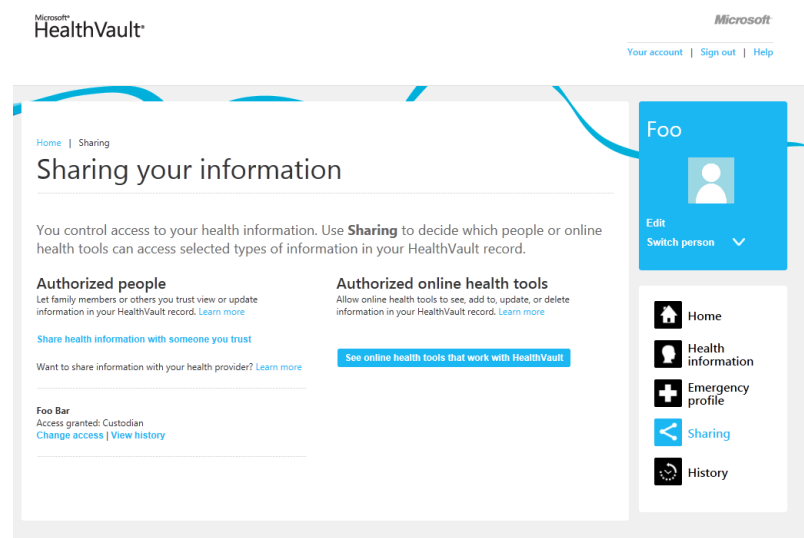 Microsoft®
HealthVault®
Microsoft®
Your account | Sign out | Help
Home | Sharing
Sharing your information
You control access to your health information. Use Sharing to decide which people or online
health tools can access selected types of information in your HealthVault record.
Authorized people
Let family members or others you trust view or update
information in your HealthVault record. Learn more
Share health information with someone you trust
Want to share information with your health provider? Learn more
Foo Bar
Access granted: Custodian
Change access | View history
Authorized online health tools
Allow online health tools to see, add to, update, or delete
information in your HealthVault record. Learn more
See online health tools that work with HealthVault
Foo
Edit
Switch person
Home
Health
information
Emergency
profile
Sharing
History